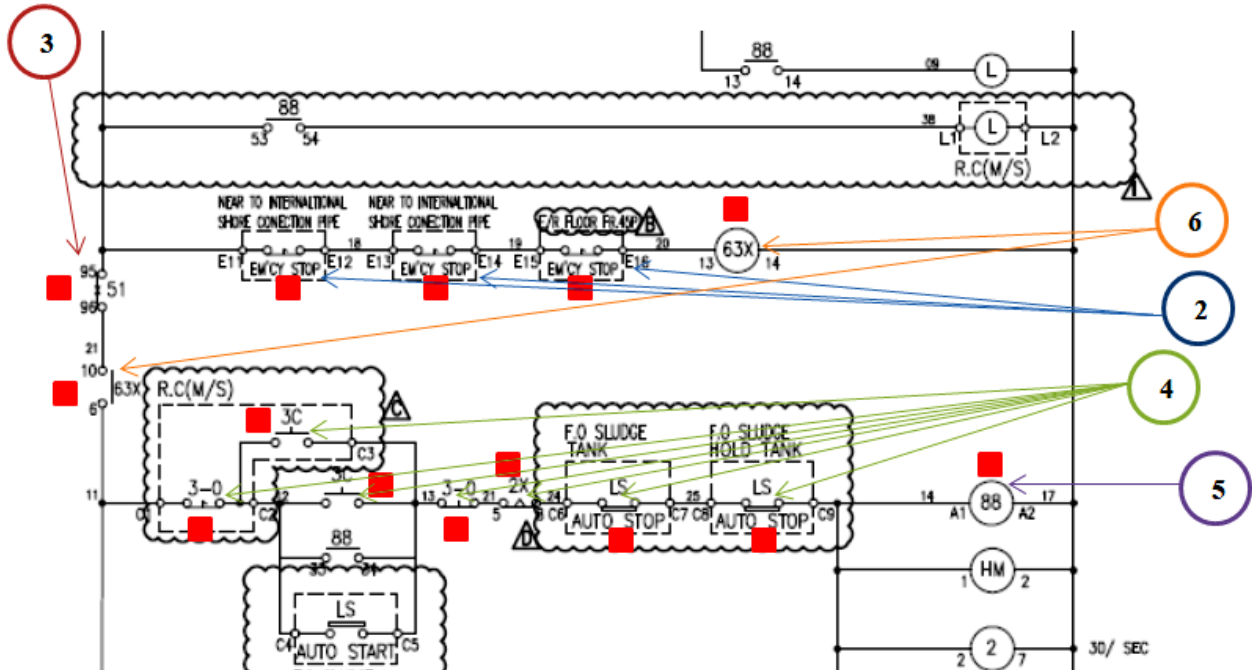 3
88
13 14
09
L
88
53 54
38
L1 L L2
R.C(M/S)
1
NEAR TO INTERNALTIONAL
SHORE CONECTION PIPE
NEAR TO INTERNALTIONAL
SHORE CONECTION PIPE
E/R FLOOR FR.45P
B
6
E11 E12 18 E13 E14 19 E15 E16 20
13 63X 14
EM'CY STOP
EM'CY STOP
EM'CY STOP
95
51
96
2
21
10
63X
6
R.C(M/S)
C
4
3C
C3
F.O SLUDGE
TANK
F.O SLUDGE
HOLD TANK
11
C1 3-0 C2
12
3C
13 3-0 21
5 2X
24
C6 LS C7
25
C8 LS C9
14
A1 88 A2
17
5
AUTO STOP
AUTO STOP
D
88
1 HM 2
LS
C4 C5
AUTO START
2 2 7
30/ SEC